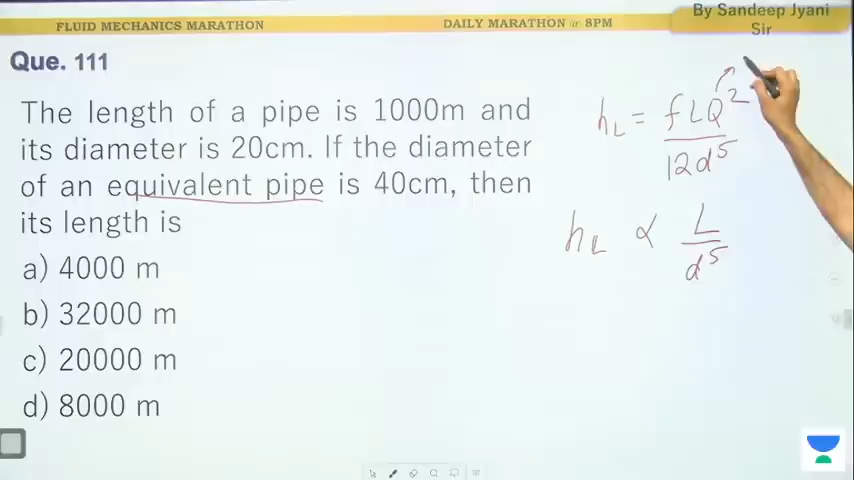 FLUID MECHANICS MARATHON
DAILY MARATHON @ 8PM
By Sandeep Jyani
Sir
Que. 111
The length of a pipe is 1000m and
its diameter is 20cm. If the diameter
of an equivalent pipe is 40cm, then
its length is
a) 4000 m
b) 32000 m
c) 20000 m
d) 8000 m
hL = fLQ²
12d⁵
hL ∝ L
d⁵